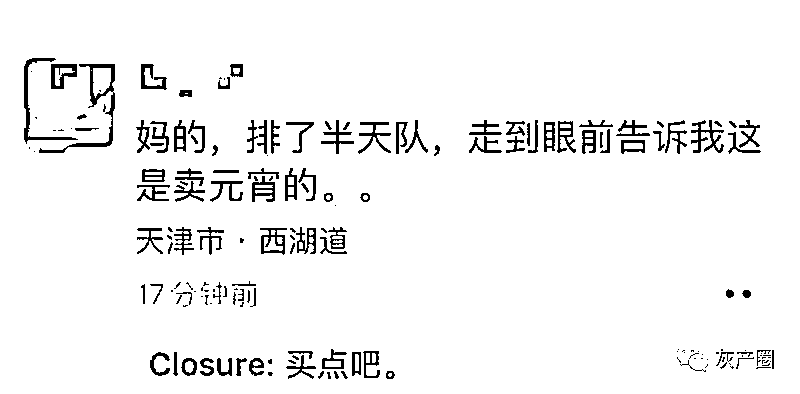 妈的，排了半天队，走到眼前告诉我这
是卖元宵的。。
天津市 · 西湖道
17 分钟前
Closure: 买点吧。
灰产圈